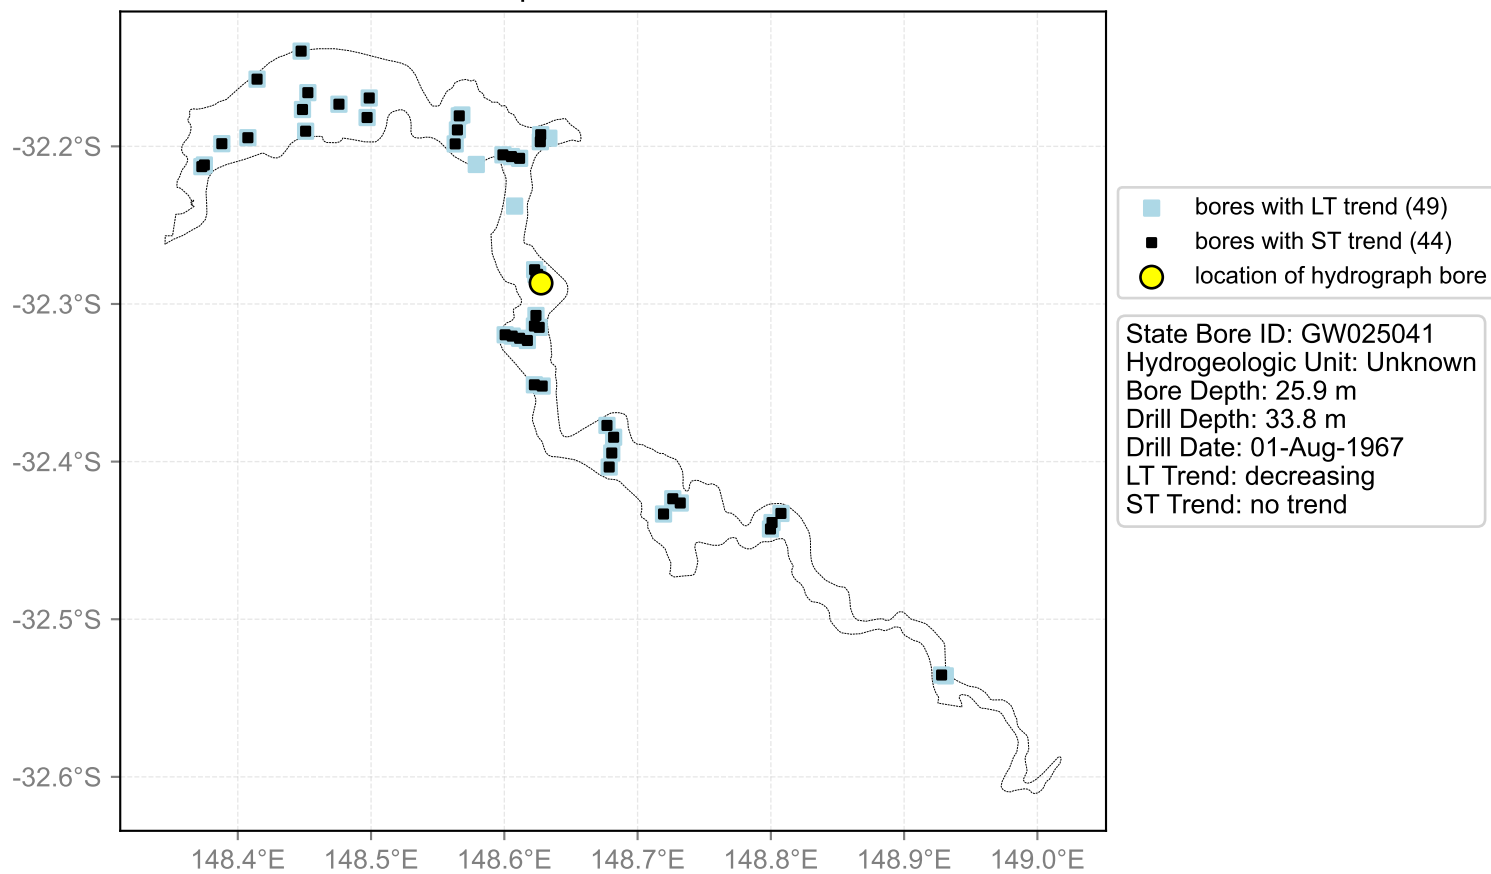 -32.2°S
-32.3°S
-32.4°S
-32.5°S
-32.6°S
148.4°E 148.5°E 148.6°E 148.7°E 148.8°E 148.9°E 149.0°E
bores with LT trend (49)
bores with ST trend (44)
location of hydrograph bore
State Bore ID: GW025041
Hydrogeologic Unit: Unknown
Bore Depth: 25.9 m
Drill Depth: 33.8 m
Drill Date: 01-Aug-1967
LT Trend: decreasing
ST Trend: no trend